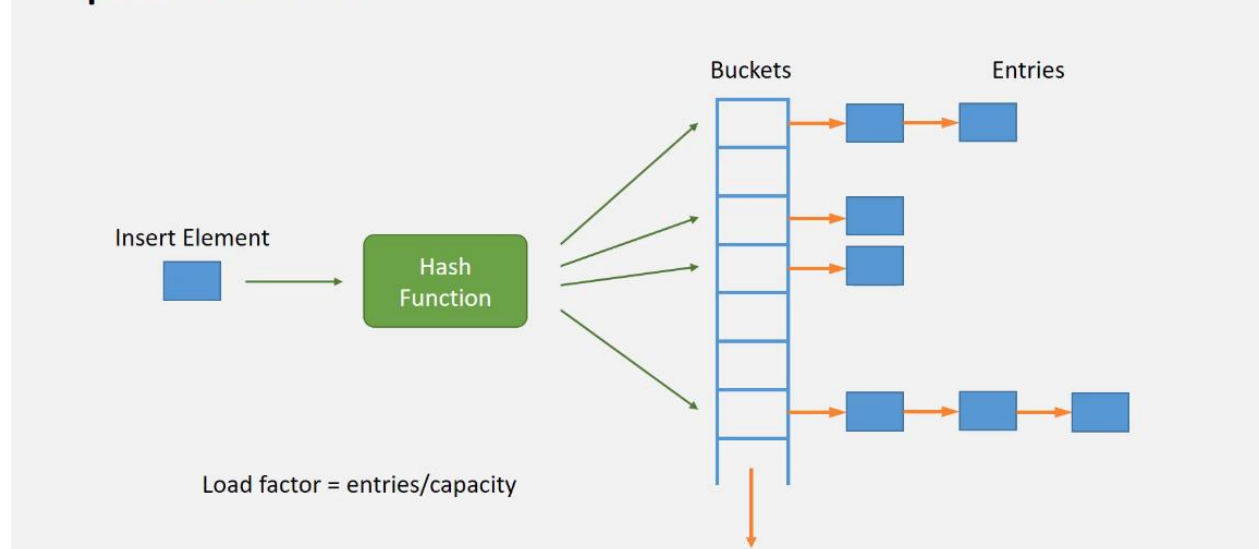 Buckets
Entries
Insert Element
Hash
Function
Load factor = entries/capacity